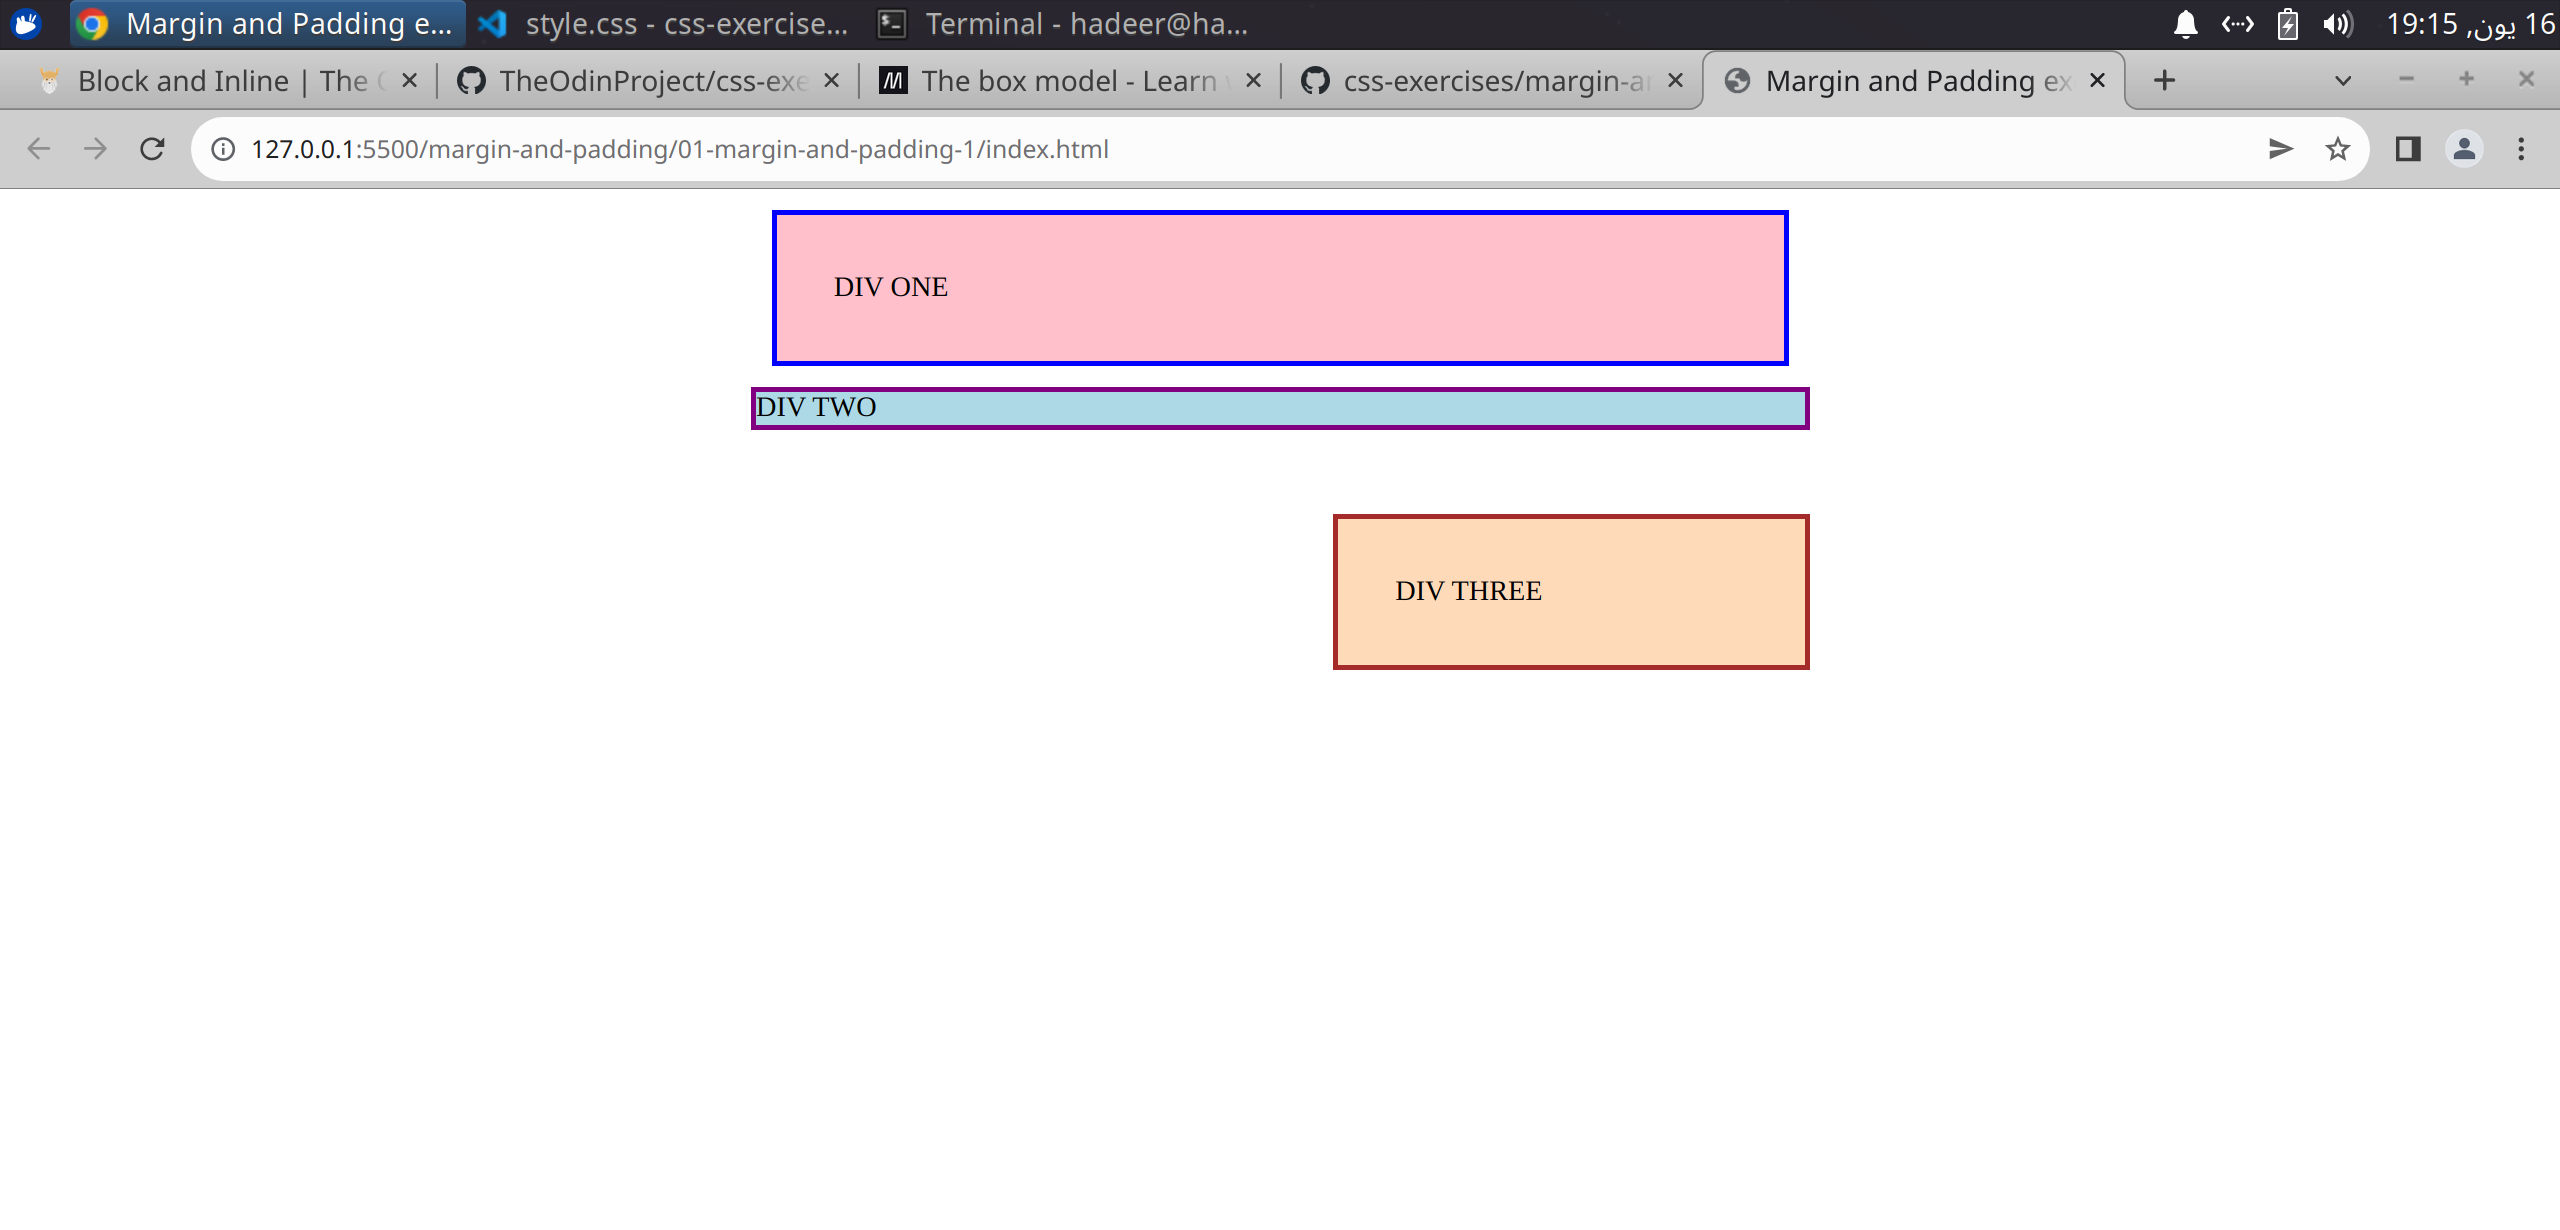 Margin and Padding e...
style.css - css-exercise...
Terminal - hadeer@ha...
19:15 ,يون 16
Block and Inline | The
TheOdinProject/css-exe
The box model - Learn
css-exercises/margin-a
Margin and Padding ex
127.0.0.1:5500/margin-and-padding/01-margin-and-padding-1/index.html
DIV ONE
DIV TWO
DIV THREE